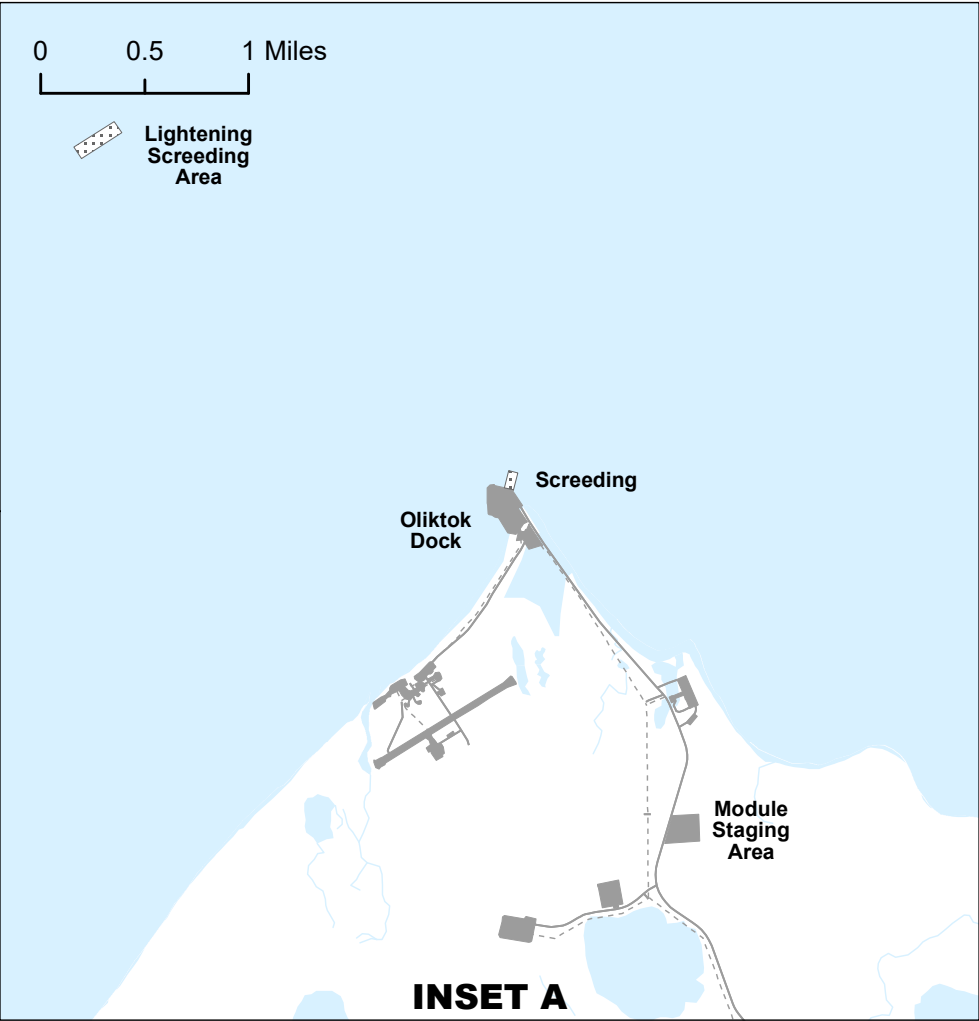 0 0.5 1 Miles
Lightening
Screeding
Area
Screeding
Oliktok
Dock
Module
Staging
Area
INSET A